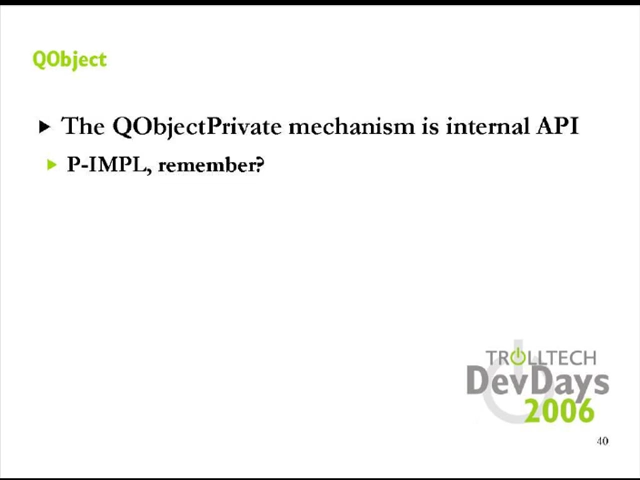 QObject
The QObjectPrivate mechanism is internal API
P-IMPL, remember?
TROLLTECH
DevDays
2006
40